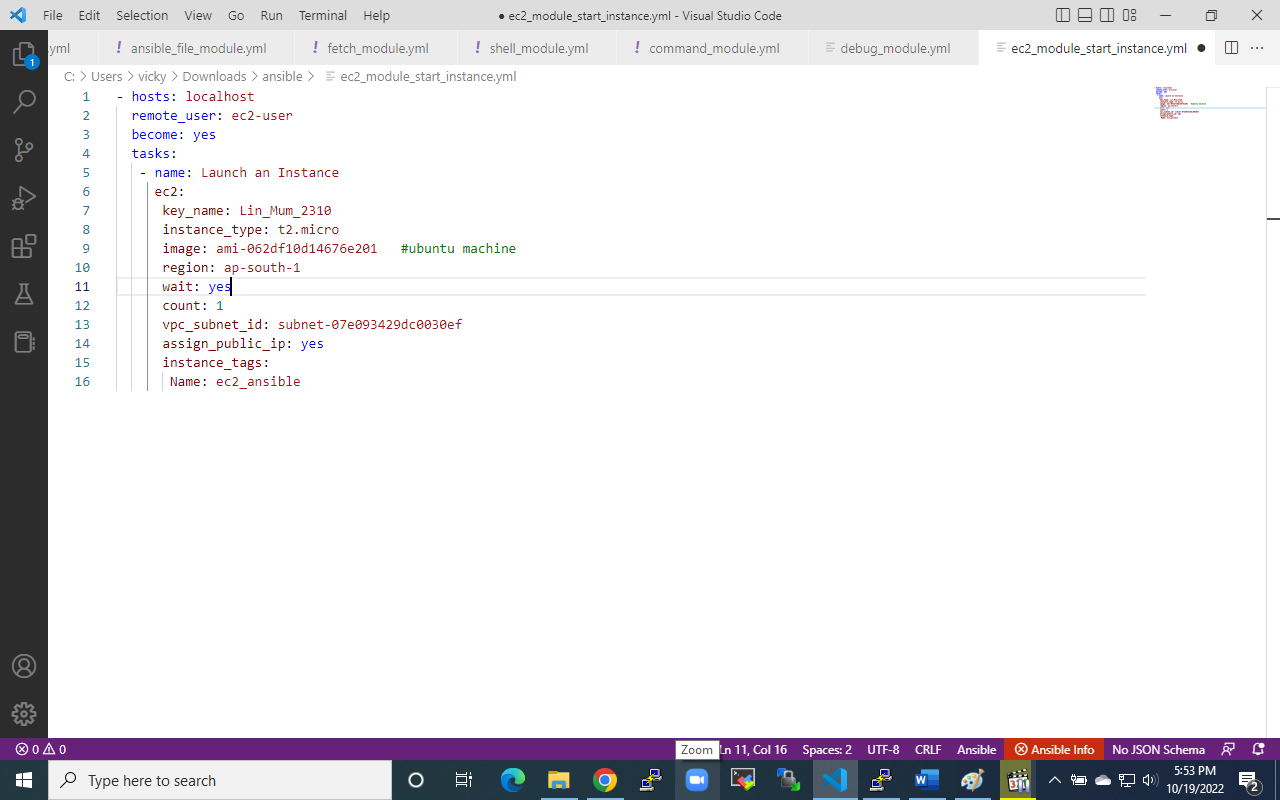 File Edit Selection View Go Run Terminal Help
● ec2_module_start_instance.yml - Visual Studio Code
.yml
! ansible_file_module.yml
! fetch_module.yml
! shell_module.yml
! command_module.yml
debug_module.yml
ec2_module_start_instance.yml ●
C: > Users > vicky > Downloads > ansible > ec2_module_start_instance.yml
1 - hosts: localhost
2 remote_user: ec2-user
3 become: yes
4 tasks:
5 - name: Launch an Instance
6 ec2:
7 key_name: Lin_Mum_2310
8 instance_type: t2.micro
9 image: ami-062df10d14676e201 #ubuntu machine
10 region: ap-south-1
11 wait: yes
12 count: 1
13 vpc_subnet_id: subnet-07e093429dc0030ef
14 assign_public_ip: yes
15 instance_tags:
16 Name: ec2_ansible
1
0 0
Zoom
Ln 11, Col 16 Spaces: 2 UTF-8 CRLF Ansible Ansible Info No JSON Schema
Type here to search
5:53 PM
10/19/2022
2